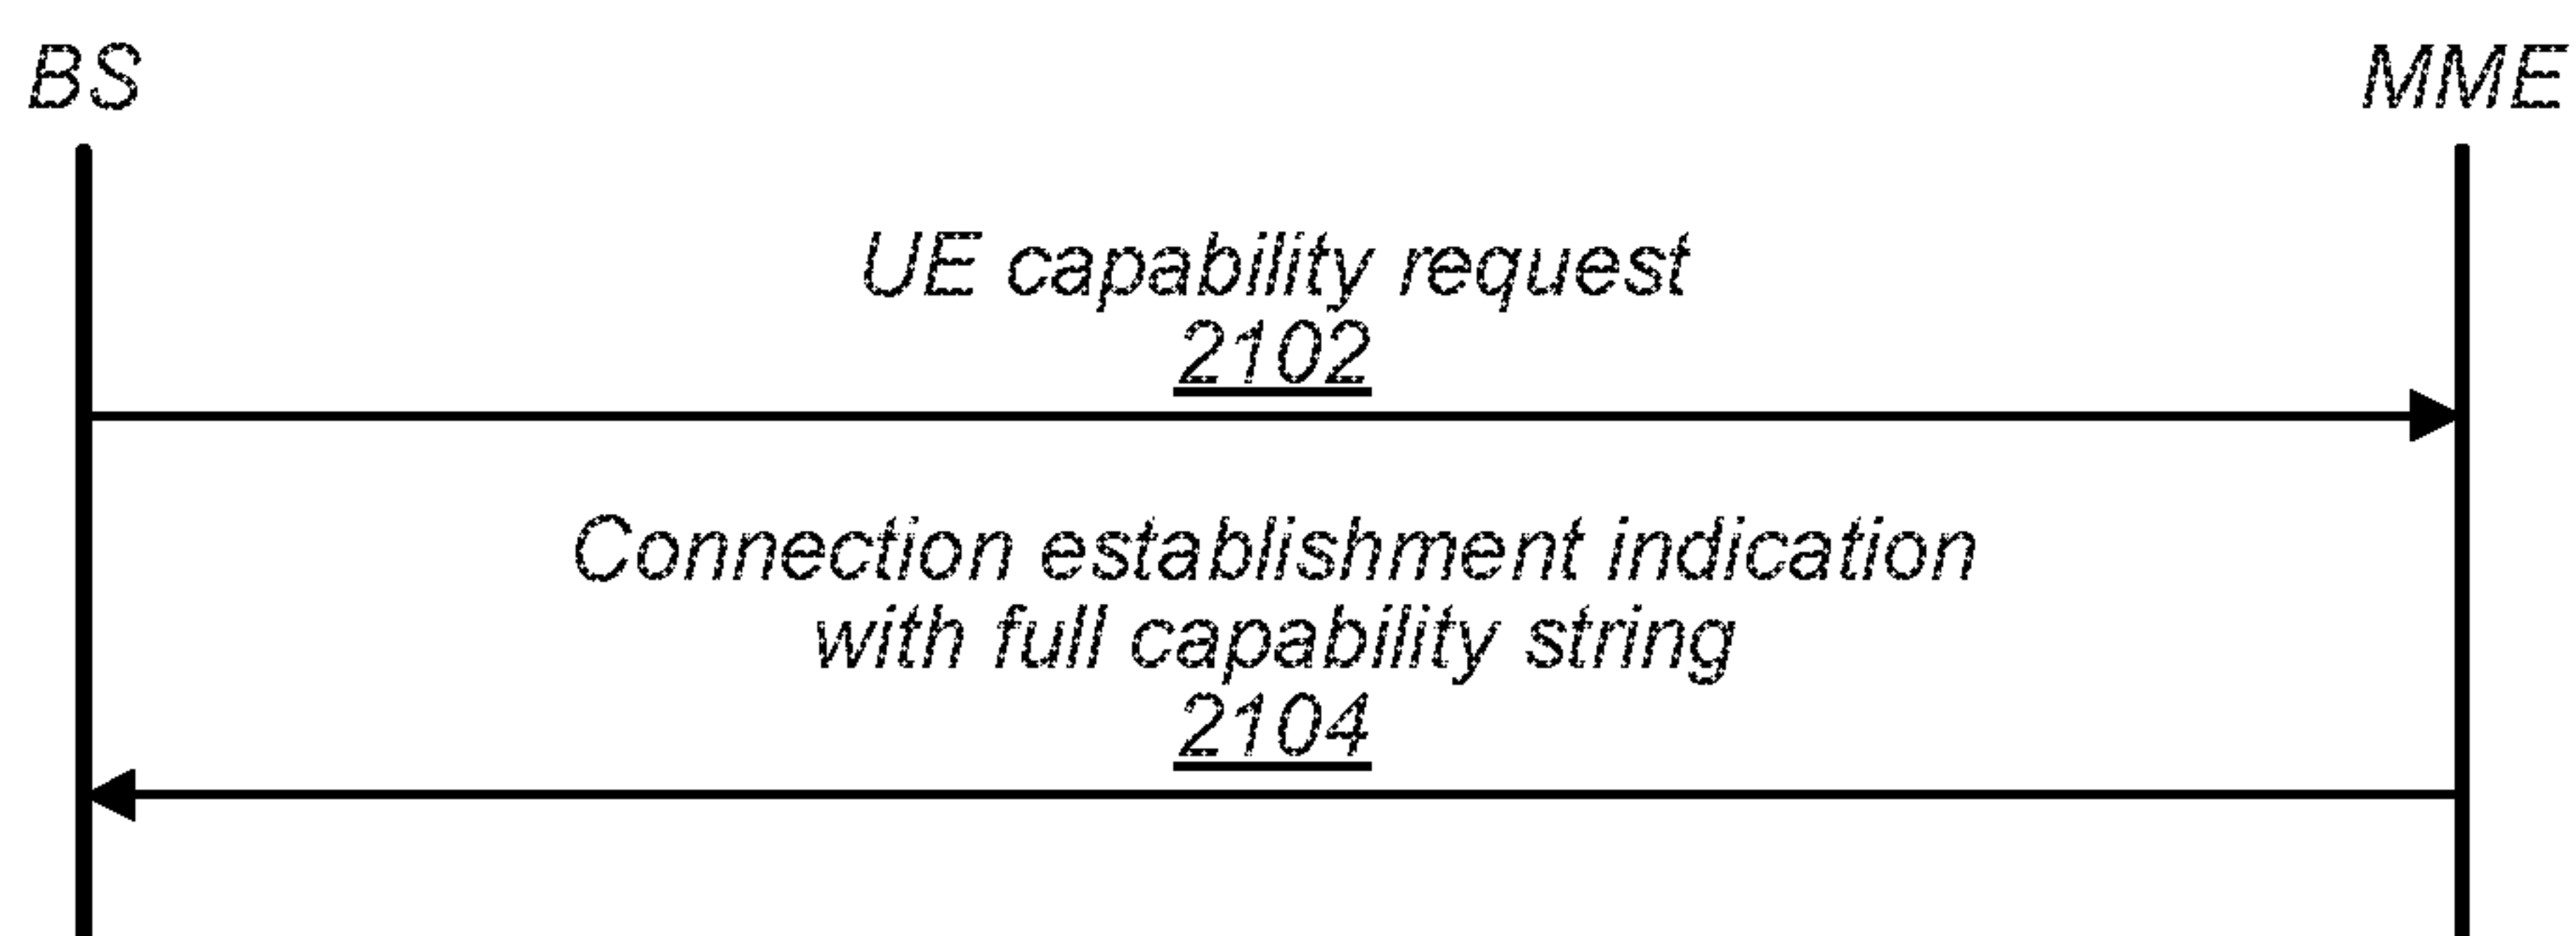 BS
MME
UE capability request
2102
Connection establishment indication
with full capability string
2104